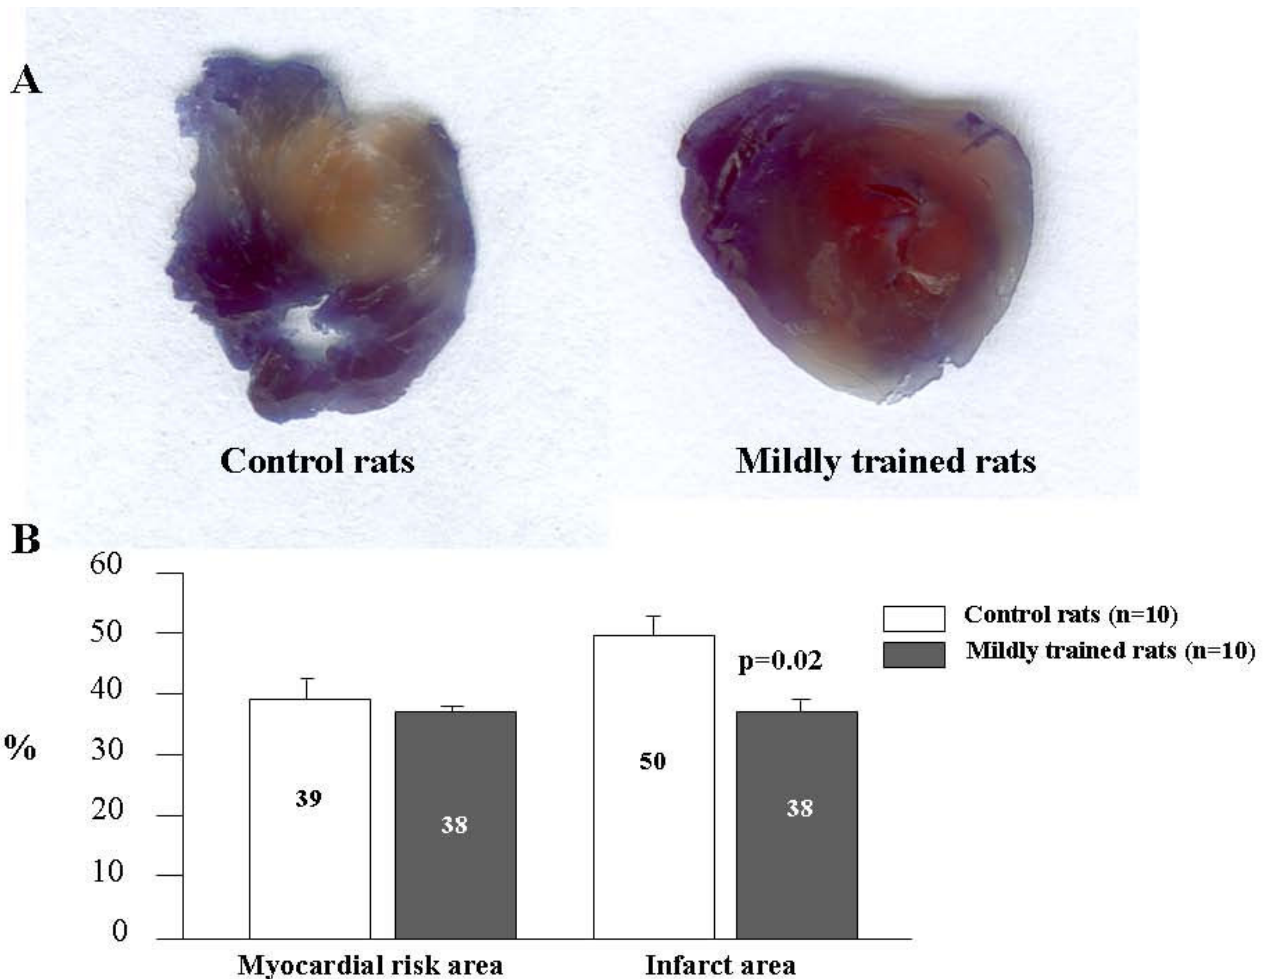 A
Control rats
Mildly trained rats
B
60
50
40
30
20
10
0
%
39
38
50
38
p=0.02
Control rats (n=10)
Mildly trained rats (n=10)
Myocardial risk area
Infarct area